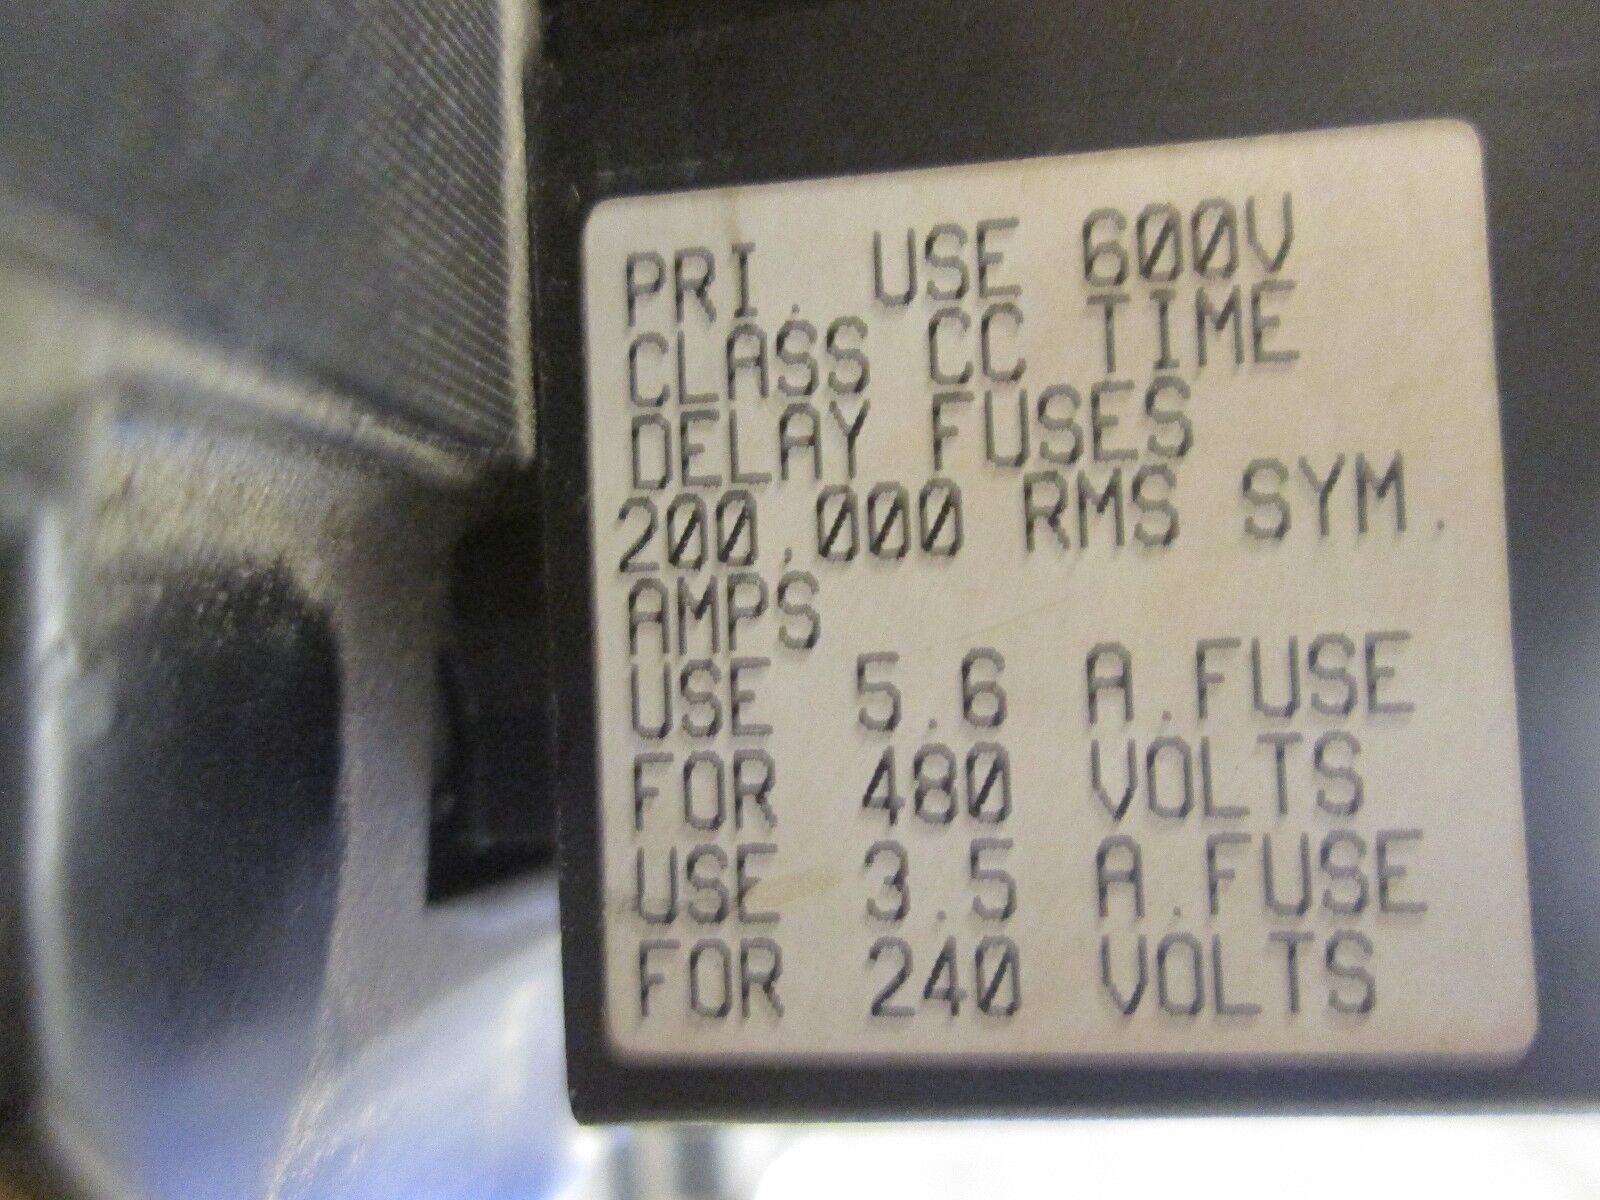 PRI. USE 600V
CLASS CC TIME
DELAY FUSES
200,000 RMS SYM.
AMPS
USE 5.6 A.FUSE
FOR 480 VOLTS
USE 3.5 A.FUSE
FOR 240 VOLTS